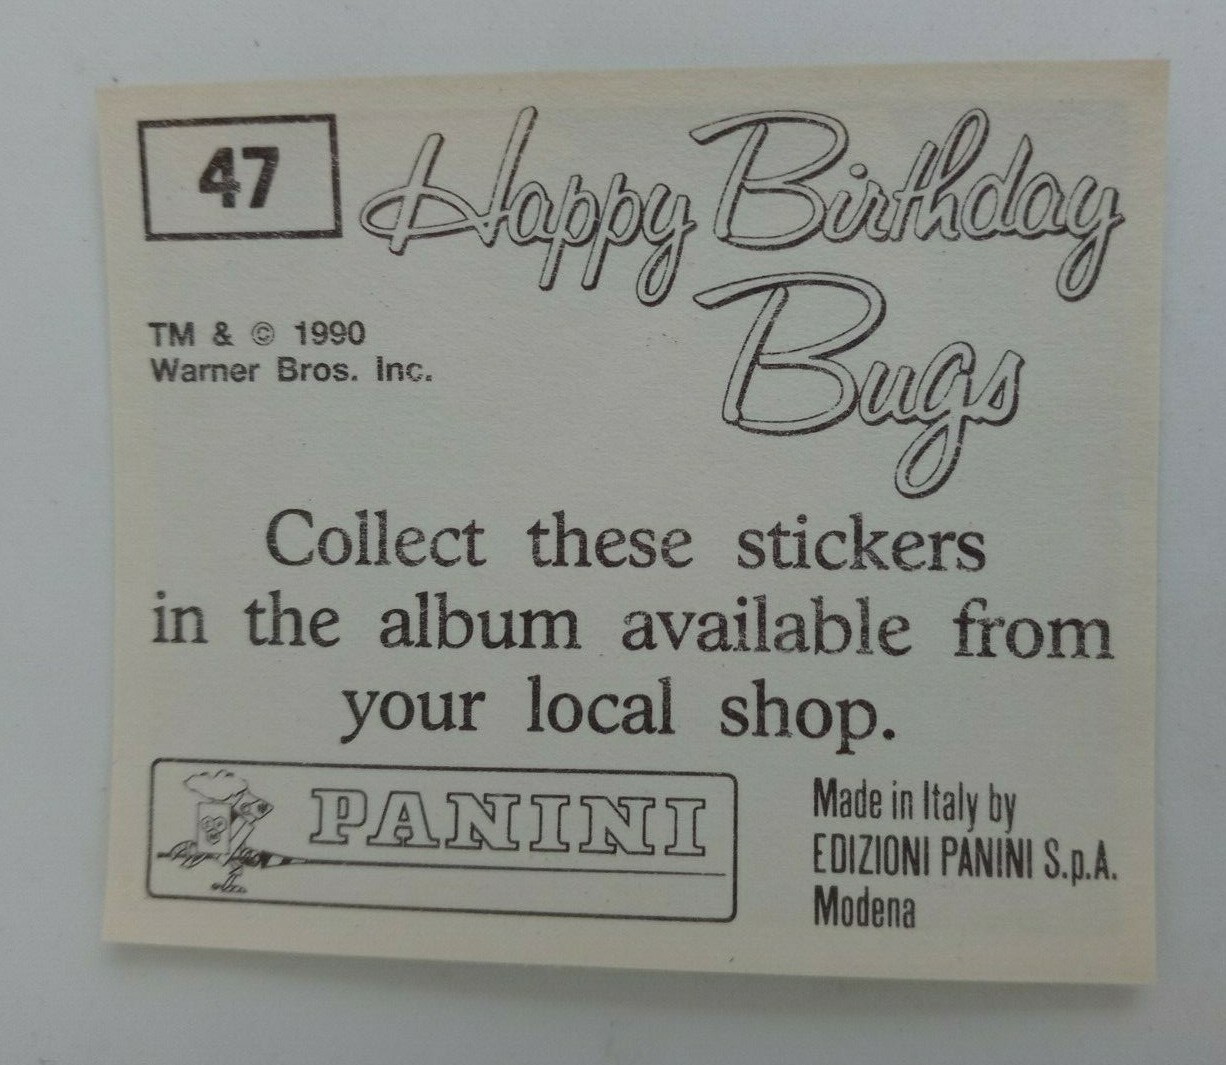 47
Happy Birthday
Bugs
TM & © 1990
Warner Bros. Inc.
Collect these stickers
in the album available from
your local shop.
PANINI
Made in Italy by
EDIZIONI PANINI S.p.A.
Modena